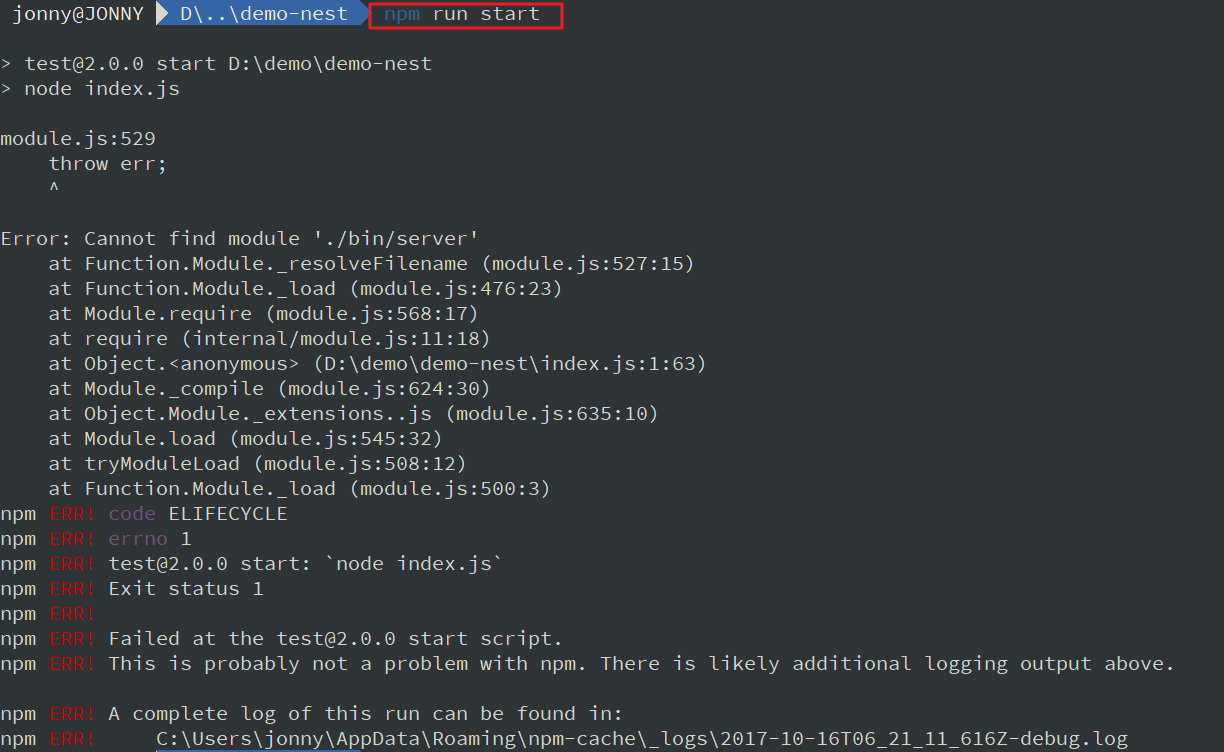 jonny@JONNY D\..\demo-nest npm run start
> test@2.0.0 start D:\demo\demo-nest
> node index.js
module.js:529
    throw err;
    ^
Error: Cannot find module './bin/server'
    at Function.Module._resolveFilename (module.js:527:15)
    at Function.Module._load (module.js:476:23)
    at Module.require (module.js:568:17)
    at require (internal/module.js:11:18)
    at Object.<anonymous> (D:\demo\demo-nest\index.js:1:63)
    at Module._compile (module.js:624:30)
    at Object.Module._extensions..js (module.js:635:10)
    at Module.load (module.js:545:32)
    at tryModuleLoad (module.js:508:12)
    at Function.Module._load (module.js:500:3)
npm ERR! code ELIFECYCLE
npm ERR! errno 1
npm ERR! test@2.0.0 start: `node index.js`
npm ERR! Exit status 1
npm ERR!
npm ERR! Failed at the test@2.0.0 start script.
npm ERR! This is probably not a problem with npm. There is likely additional logging output above.
npm ERR! A complete log of this run can be found in:
npm ERR!     C:\Users\jonny\AppData\Roaming\npm-cache\_logs\2017-10-16T06_21_11_616Z-debug.log